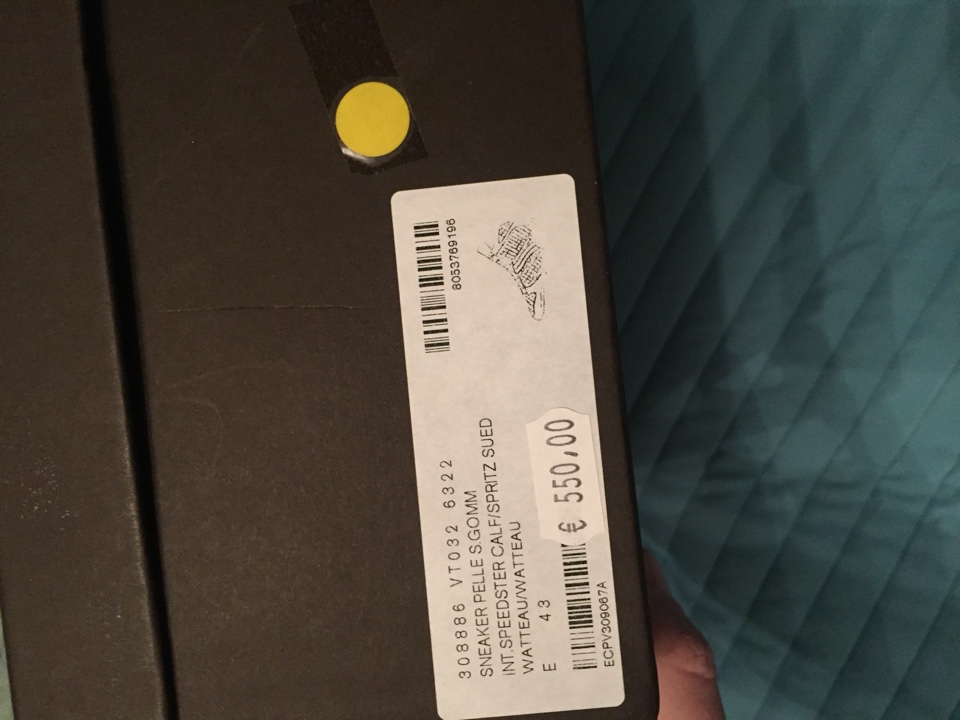 308886 VT032 6322
SNEAKER PELLE S.GOMM
INT.SPEEDSTER CALF/SPRITZ SUED
WATTEAU/WATTEAU
E 43
€ 550,00
ECPV309067A
8053769196